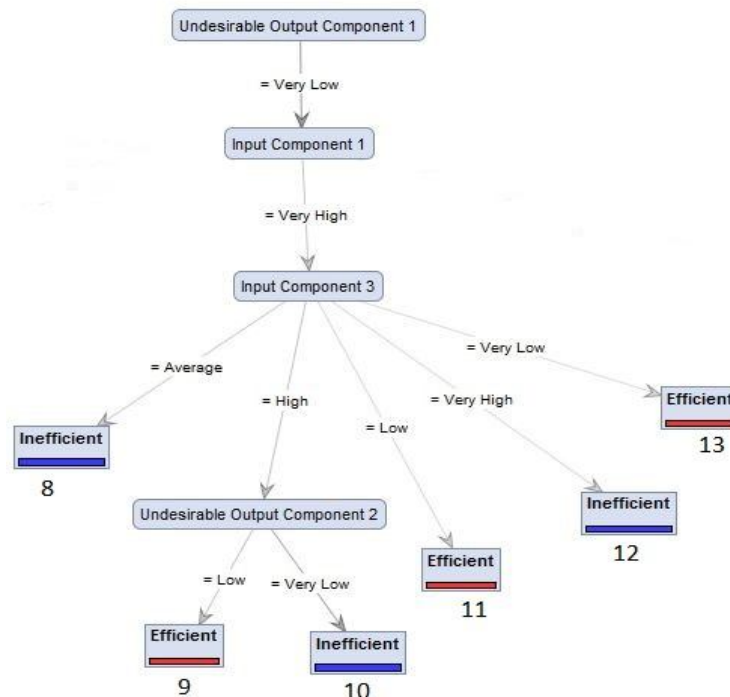 Undesirable Output Component 1
= Very Low
Input Component 1
= Very High
Input Component 3
= Average
= High
= Low
= Very High
= Very Low
Inefficient
8
Undesirable Output Component 2
= Low
= Very Low
Efficient
9
Inefficient
10
Efficient
11
Inefficient
12
Efficient
13